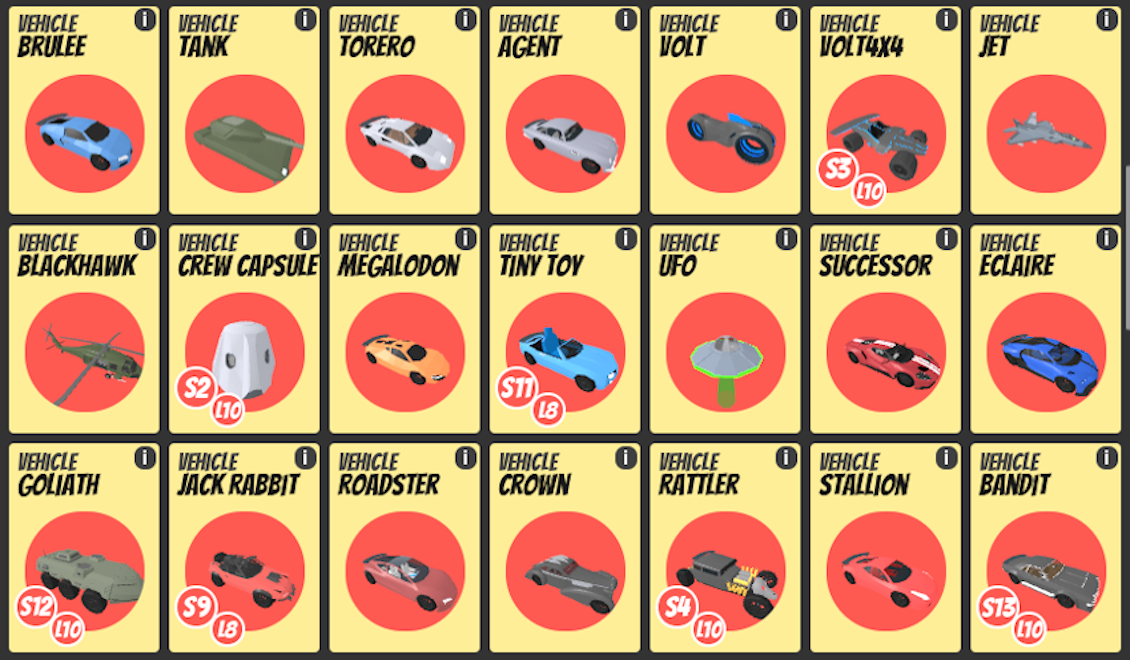 VEHICLE
BRULEE
i
VEHICLE
TANK
i
VEHICLE
TORERO
i
VEHICLE
AGENT
i
VEHICLE
VOLT
i
VEHICLE
VOLT4X4
i
S3
L10
VEHICLE
JET
i
VEHICLE
BLACKHAWK
i
VEHICLE
CREW CAPSULE
i
S2
L10
VEHICLE
MEGALODON
i
VEHICLE
TINY TOY
i
S11
L8
VEHICLE
UFO
i
VEHICLE
SUCCESSOR
i
VEHICLE
ECLAIRE
i
VEHICLE
GOLIATH
i
S12
L10
VEHICLE
JACK RABBIT
i
S9
L8
VEHICLE
ROADSTER
i
VEHICLE
CROWN
i
VEHICLE
RATTLER
i
S4
L10
VEHICLE
STALLION
i
VEHICLE
BANDIT
i
S13
L10